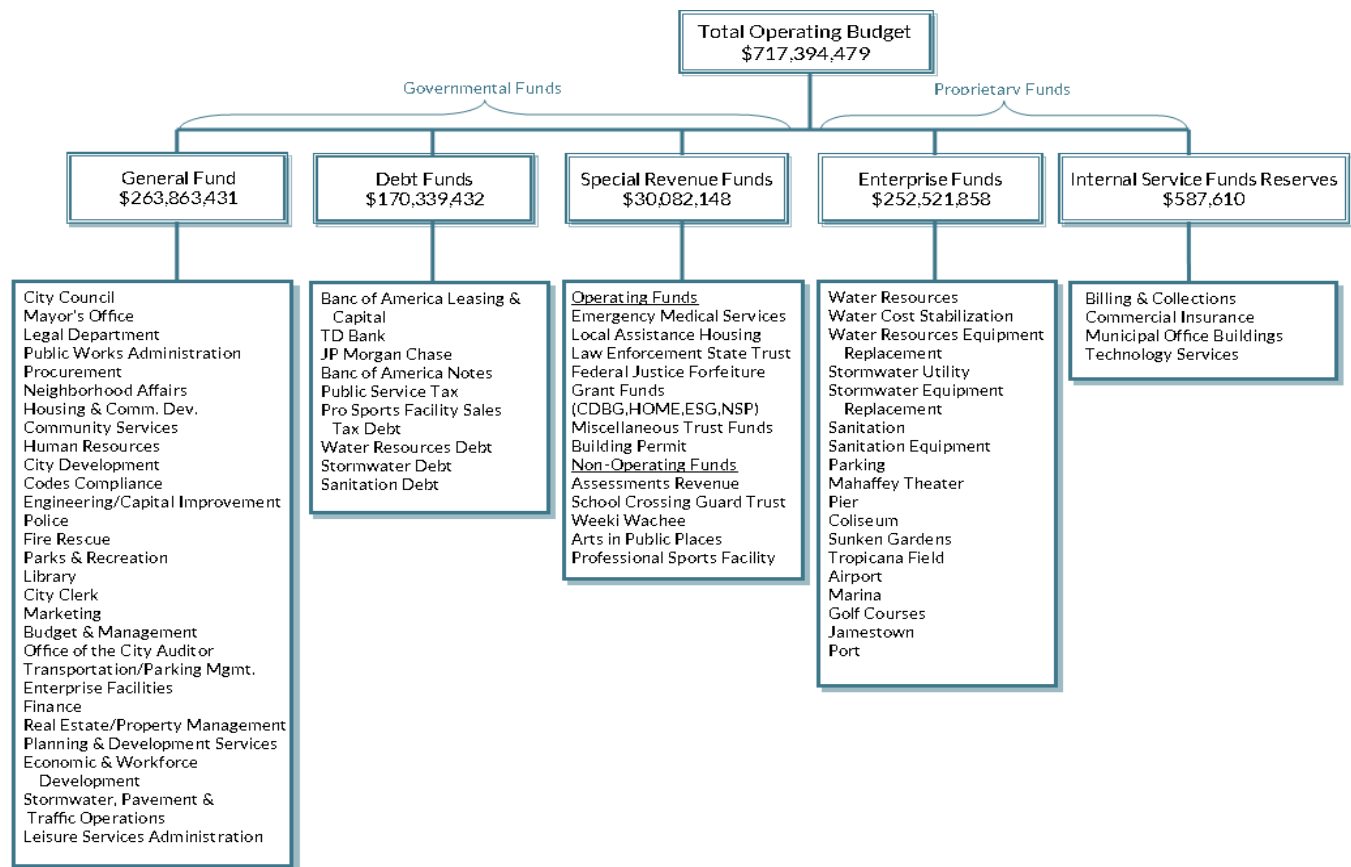 Total Operating Budget
$717,394,479
Governmental Funds
Proprietary Funds
General Fund
$263,863,431
Debt Funds
$170,339,432
Special Revenue Funds
$30,082,148
Enterprise Funds
$252,521,858
Internal Service Funds Reserves
$587,610
City Council
Mayor's Office
Legal Department
Public Works Administration
Procurement
Neighborhood Affairs
Housing & Comm. Dev.
Community Services
Human Resources
City Development
Codes Compliance
Engineering/Capital Improvement
Police
Fire Rescue
Parks & Recreation
Library
City Clerk
Marketing
Budget & Management
Office of the City Auditor
Transportation/Parking Mgmt.
Enterprise Facilities
Finance
Real Estate/Property Management
Planning & Development Services
Economic & Workforce
Development
Stormwater, Pavement &
Traffic Operations
Leisure Services Administration
Banc of America Leasing &
Capital
TD Bank
JP Morgan Chase
Banc of America Notes
Public Service Tax
Pro Sports Facility Sales
Tax Debt
Water Resources Debt
Stormwater Debt
Sanitation Debt
Operating Funds
Emergency Medical Services
Local Assistance Housing
Law Enforcement State Trust
Federal Justice Forfeiture
Grant Funds
(CDBG,HOME,ESG,NSP)
Miscellaneous Trust Funds
Building Permit
Non-Operating Funds
Assessments Revenue
School Crossing Guard Trust
Weeki Wachee
Arts in Public Places
Professional Sports Facility
Water Resources
Water Cost Stabilization
Water Resources Equipment
Replacement
Stormwater Utility
Stormwater Equipment
Replacement
Sanitation
Sanitation Equipment
Parking
Mahaffey Theater
Pier
Coliseum
Sunken Gardens
Tropicana Field
Airport
Marina
Golf Courses
Jamestown
Port
Billing & Collections
Commercial Insurance
Municipal Office Buildings
Technology Services